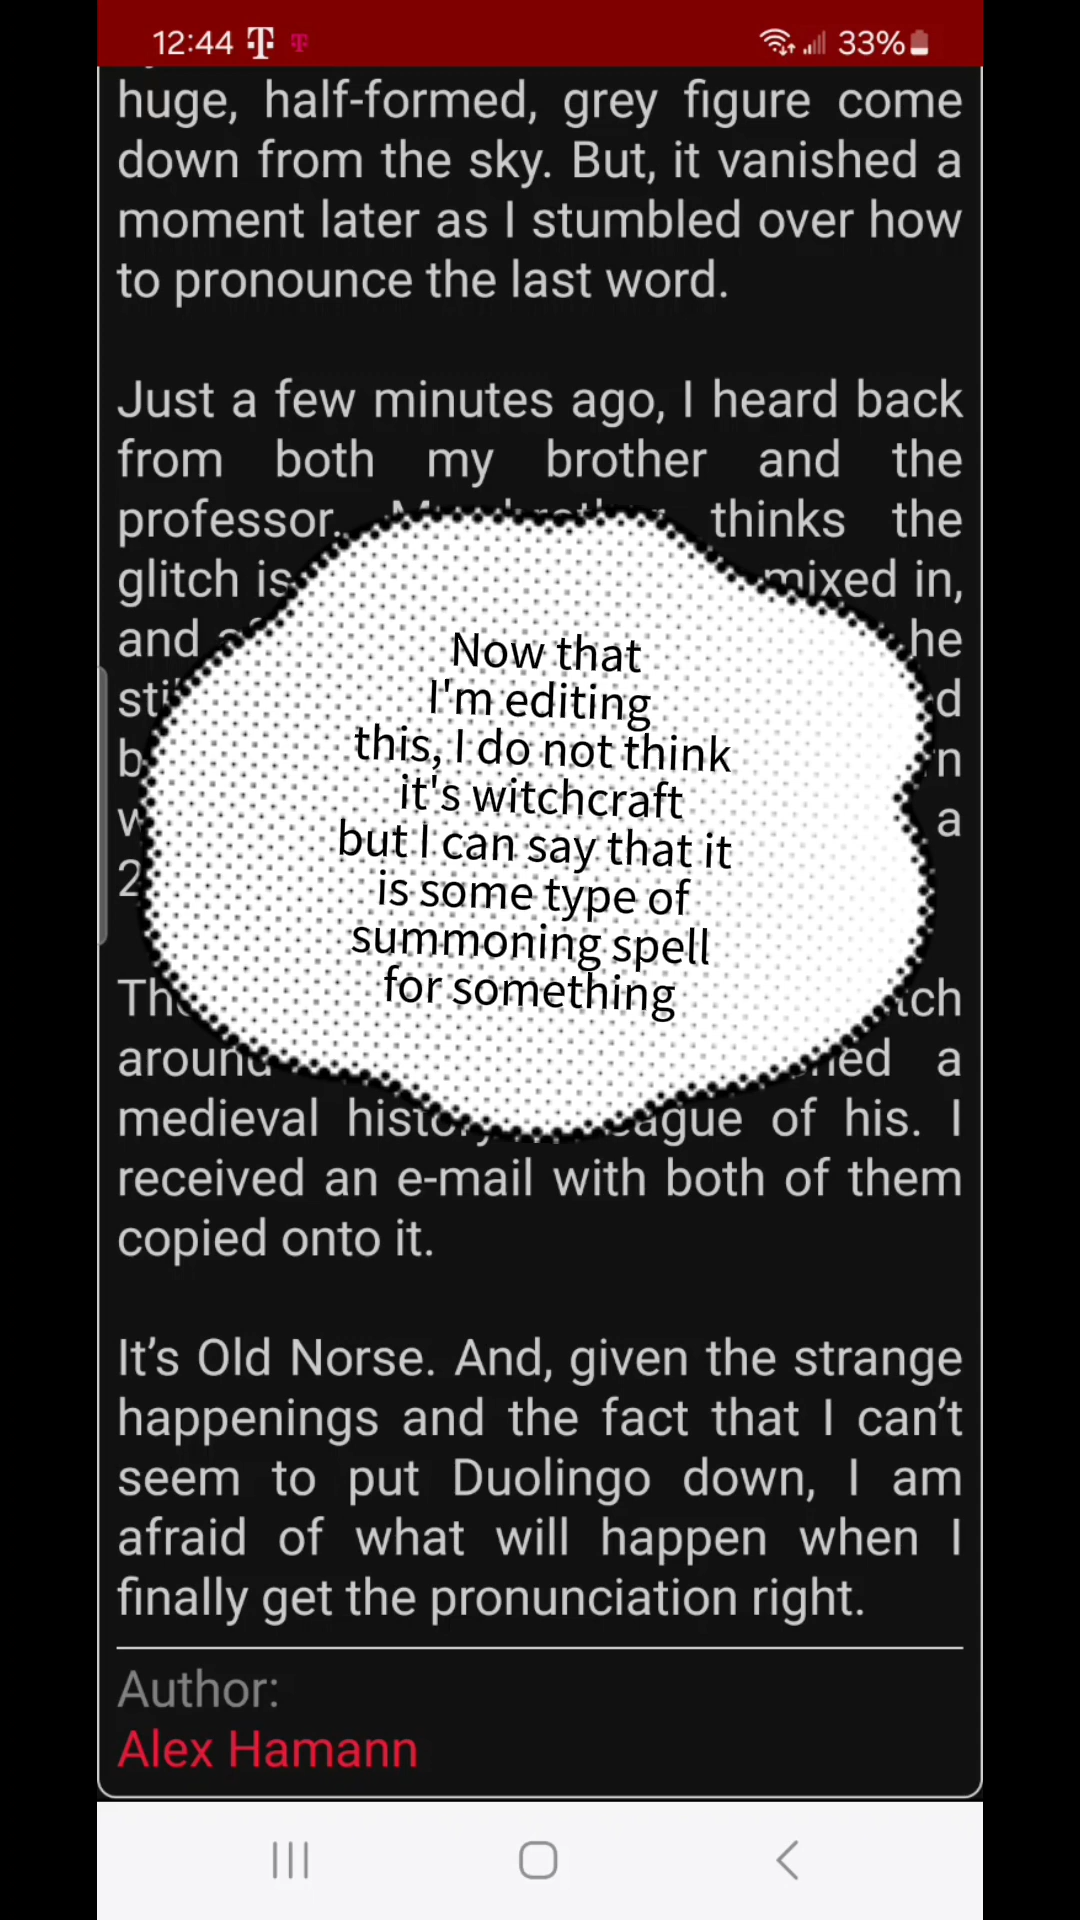 12:44
33%
huge, half-formed, grey figure come
down from the sky. But, it vanished a
moment later as I stumbled over how
to pronounce the last word.
Just a few minutes ago, I heard back
from both my brother and the
professor. thinks the
glitch is mixed in,
and he
a
Now that
I'm editing
this, I do not think
it's witchcraft
but I can say that it
is some type of
summoning spell
for something
around a
medieval of his. I
received an e-mail with both of them
copied onto it.
It’s Old Norse. And, given the strange
happenings and the fact that I can’t
seem to put Duolingo down, I am
afraid of what will happen when I
finally get the pronunciation right.
Author:
Alex Hamann